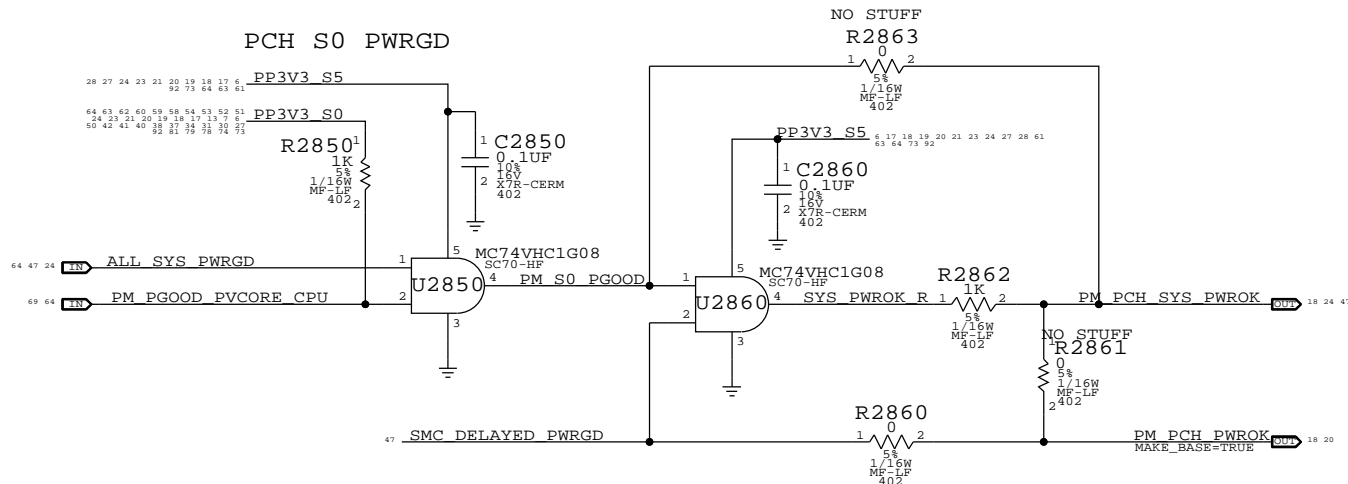 NO STUFF
R2863
0
5%
1/16W
MF-LF
402
1
2
PCH S0 PWRGD
28 27 24 23 21 20 19 18 17 6
92 73 64 63 61
PP3V3_S5
64 63 62 60 59 58 54 53 52 51
24 23 21 20 19 18 17 13 7 6
50 42 41 40 38 37 34 31 30 27
92 81 79 78 74 73
PP3V3_S0
R2850
1
1K
5%
1/16W
MF-LF
402
2
1
C2850
0.1UF
10%
16V
X7R-CERM
402
2
PP3V3_S5
6 17 18 19 20 21 23 24 27 28 61
63 64 73 92
1
C2860
0.1UF
10%
16V
X7R-CERM
402
2
64 47 24
IN
ALL_SYS_PWRGD
1
5
MC74VHC1G08
SC70-HF
U2850
4
PM_S0_PGOOD
69 64
IN
PM_PGOOD_PVCORE_CPU
2
3
1
5
MC74VHC1G08
SC70-HF
U2860
4
SYS_PWROK_R
2
3
R2862
1K
1
2
5%
1/16W
MF-LF
402
PM_PCH_SYS_PWROK
OUT
18 24 47
NO STUFF
1
R2861
0
5%
1/16W
MF-LF
402
2
47
SMC_DELAYED_PWRGD
R2860
0
1
2
5%
1/16W
MF-LF
402
PM_PCH_PWROK
MAKE_BASE=TRUE
OUT
18 20